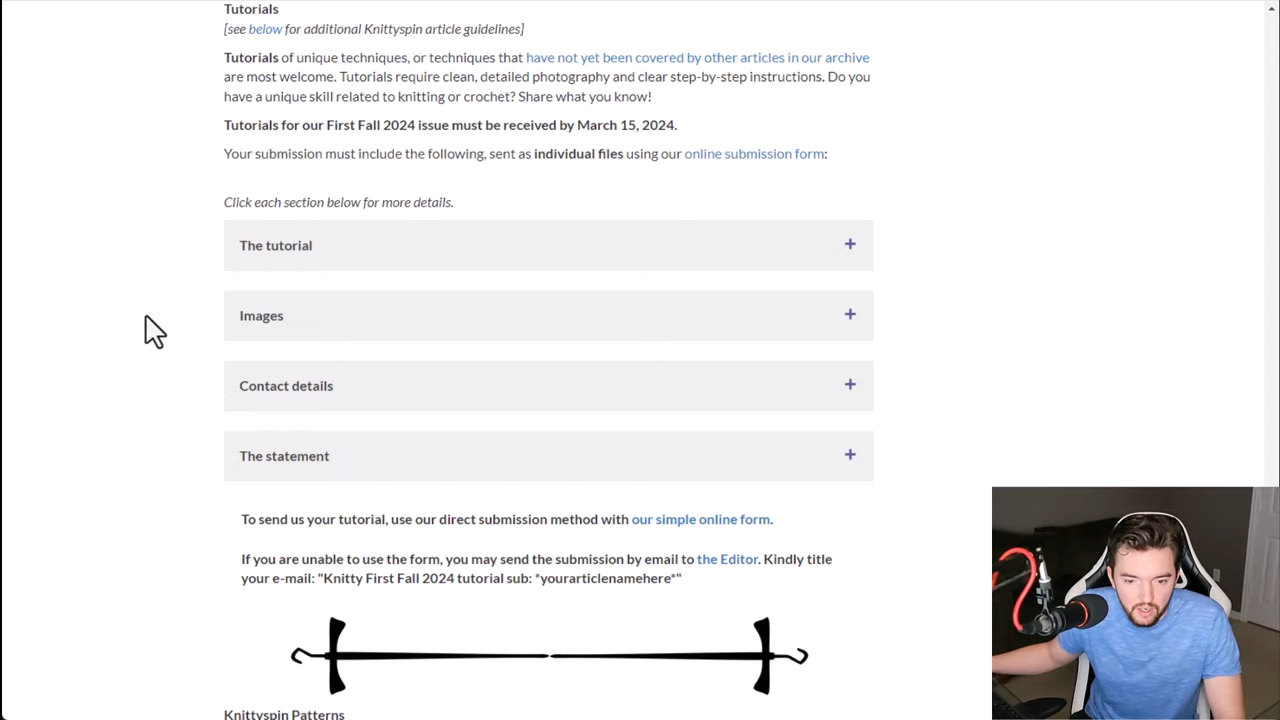 Tutorials
[see below for additional Knittyspin article guidelines]
Tutorials of unique techniques, or techniques that have not yet been covered by other articles in our archive
are most welcome. Tutorials require clean, detailed photography and clear step-by-step instructions. Do you
have a unique skill related to knitting or crochet? Share what you know!
Tutorials for our First Fall 2024 issue must be received by March 15, 2024.
Your submission must include the following, sent as individual files using our online submission form:
Click each section below for more details.
The tutorial +
Images +
Contact details +
The statement +
To send us your tutorial, use our direct submission method with our simple online form.
If you are unable to use the form, you may send the submission by email to the Editor. Kindly title
your e-mail: "Knitty First Fall 2024 tutorial sub: *yourarticlenamehere*"
Knittyspin Patterns